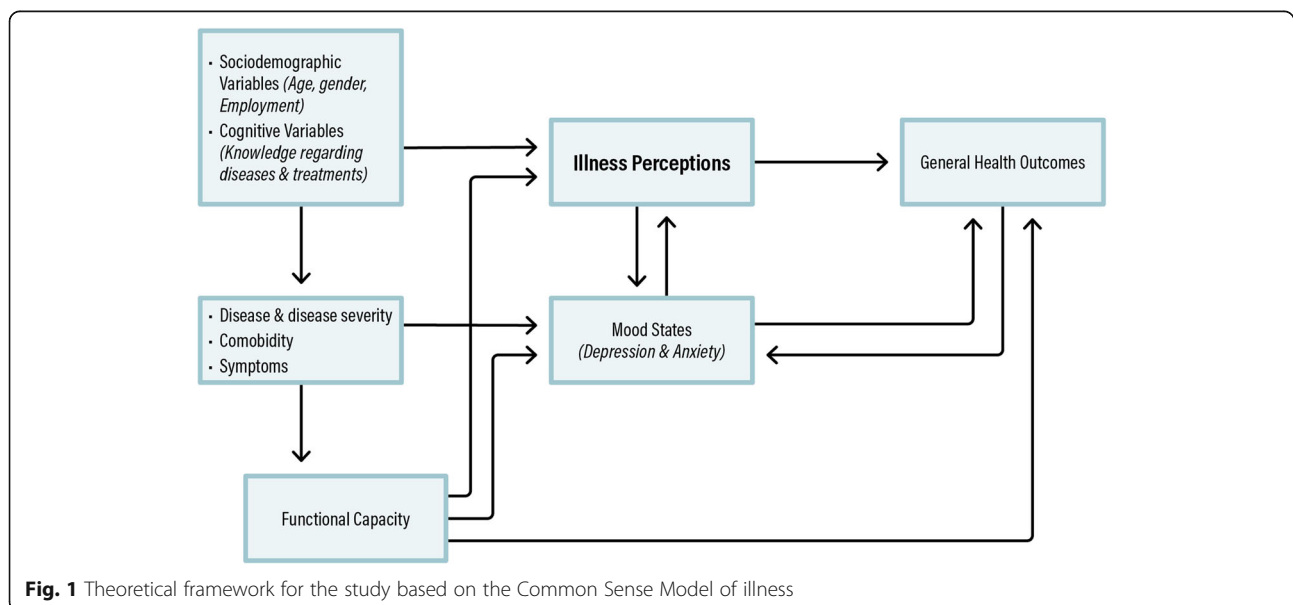 • Sociodemographic
Variables (Age, gender,
Employment)
• Cognitive Variables
(Knowledge regarding
diseases & treatments)
Illness Perceptions
General Health Outcomes
• Disease & disease severity
• Comobidity
• Symptoms
Mood States
(Depression & Anxiety)
Functional Capacity
Fig. 1 Theoretical framework for the study based on the Common Sense Model of illness